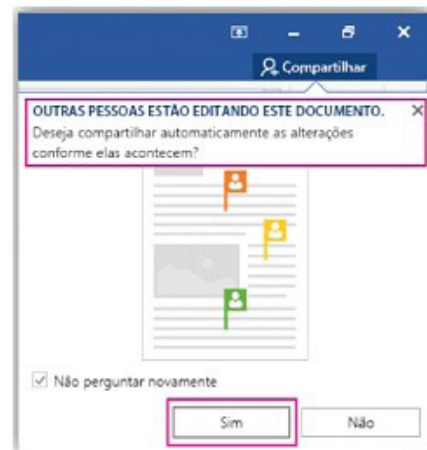 Compartilhar
OUTRAS PESSOAS ESTÃO EDITANDO ESTE DOCUMENTO.
Deseja compartilhar automaticamente as alterações
conforme elas acontecem?
Não perguntar novamente
Sim Não